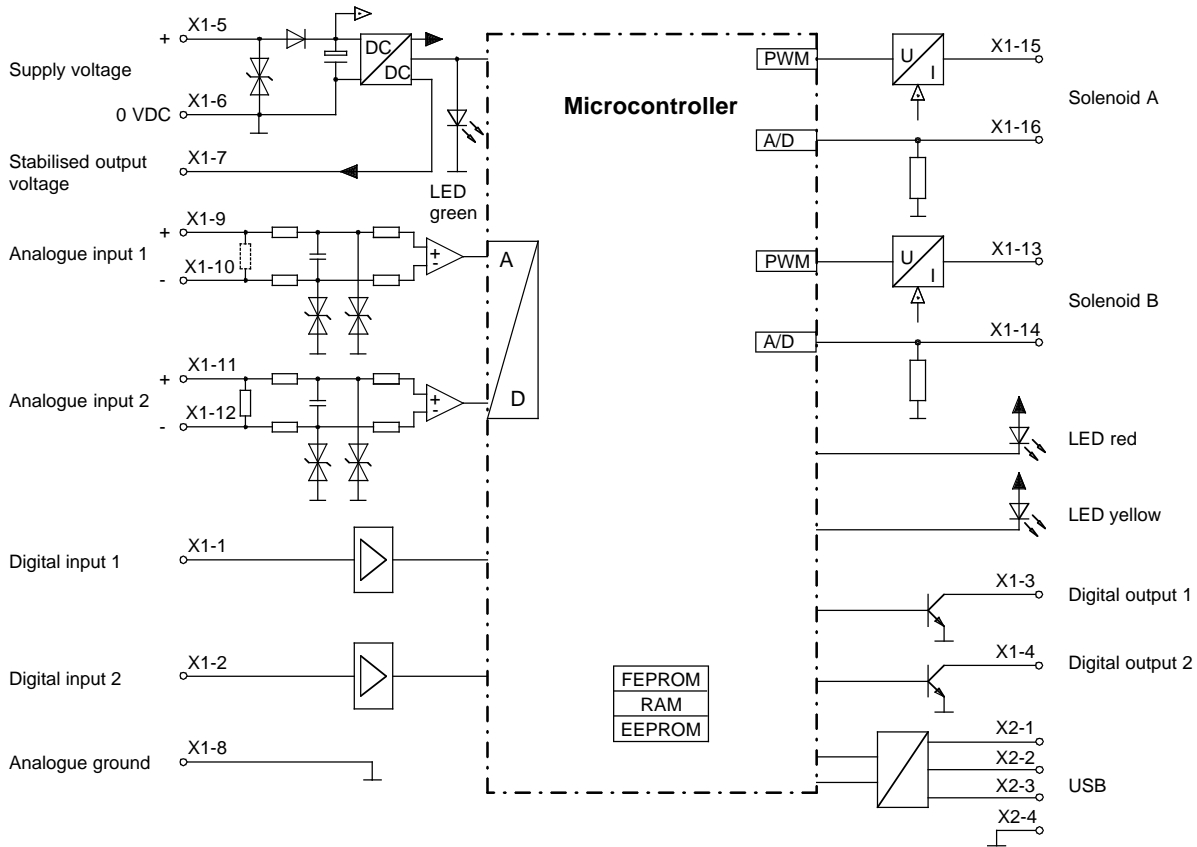 X1-5
+
DC
DC
Supply voltage
X1-6
0 VDC
Stabilised output
voltage
X1-7
LED
green
X1-9
+
Analogue input 1
X1-10
-
+
-
X1-11
+
Analogue input 2
X1-12
-
+
-
A
D
X1-1
Digital input 1
X1-2
Digital input 2
X1-8
Analogue ground
Microcontroller
FEPROM
RAM
EEPROM
PWM
U
I
X1-15
Solenoid A
A/D
X1-16
PWM
U
I
X1-13
Solenoid B
A/D
X1-14
LED red
LED yellow
X1-3
Digital output 1
X1-4
Digital output 2
X2-1
X2-2
X2-3
USB
X2-4